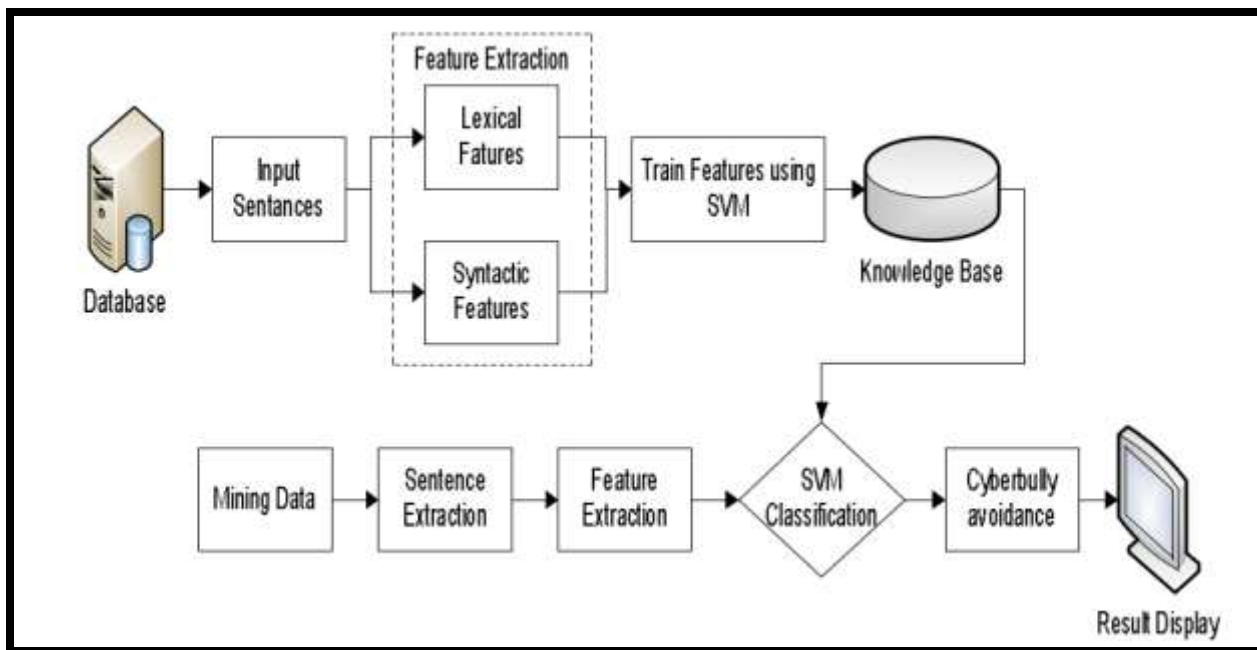 Feature Extraction
Lexical
Fatures
Input
Sentances
Train Features using
SVM
Syntactic
Features
Database
Knowledge Base
Mining Data
Sentence
Extraction
Feature
Extraction
SVM
Classification
Cyberbully
avoidance
Result Display